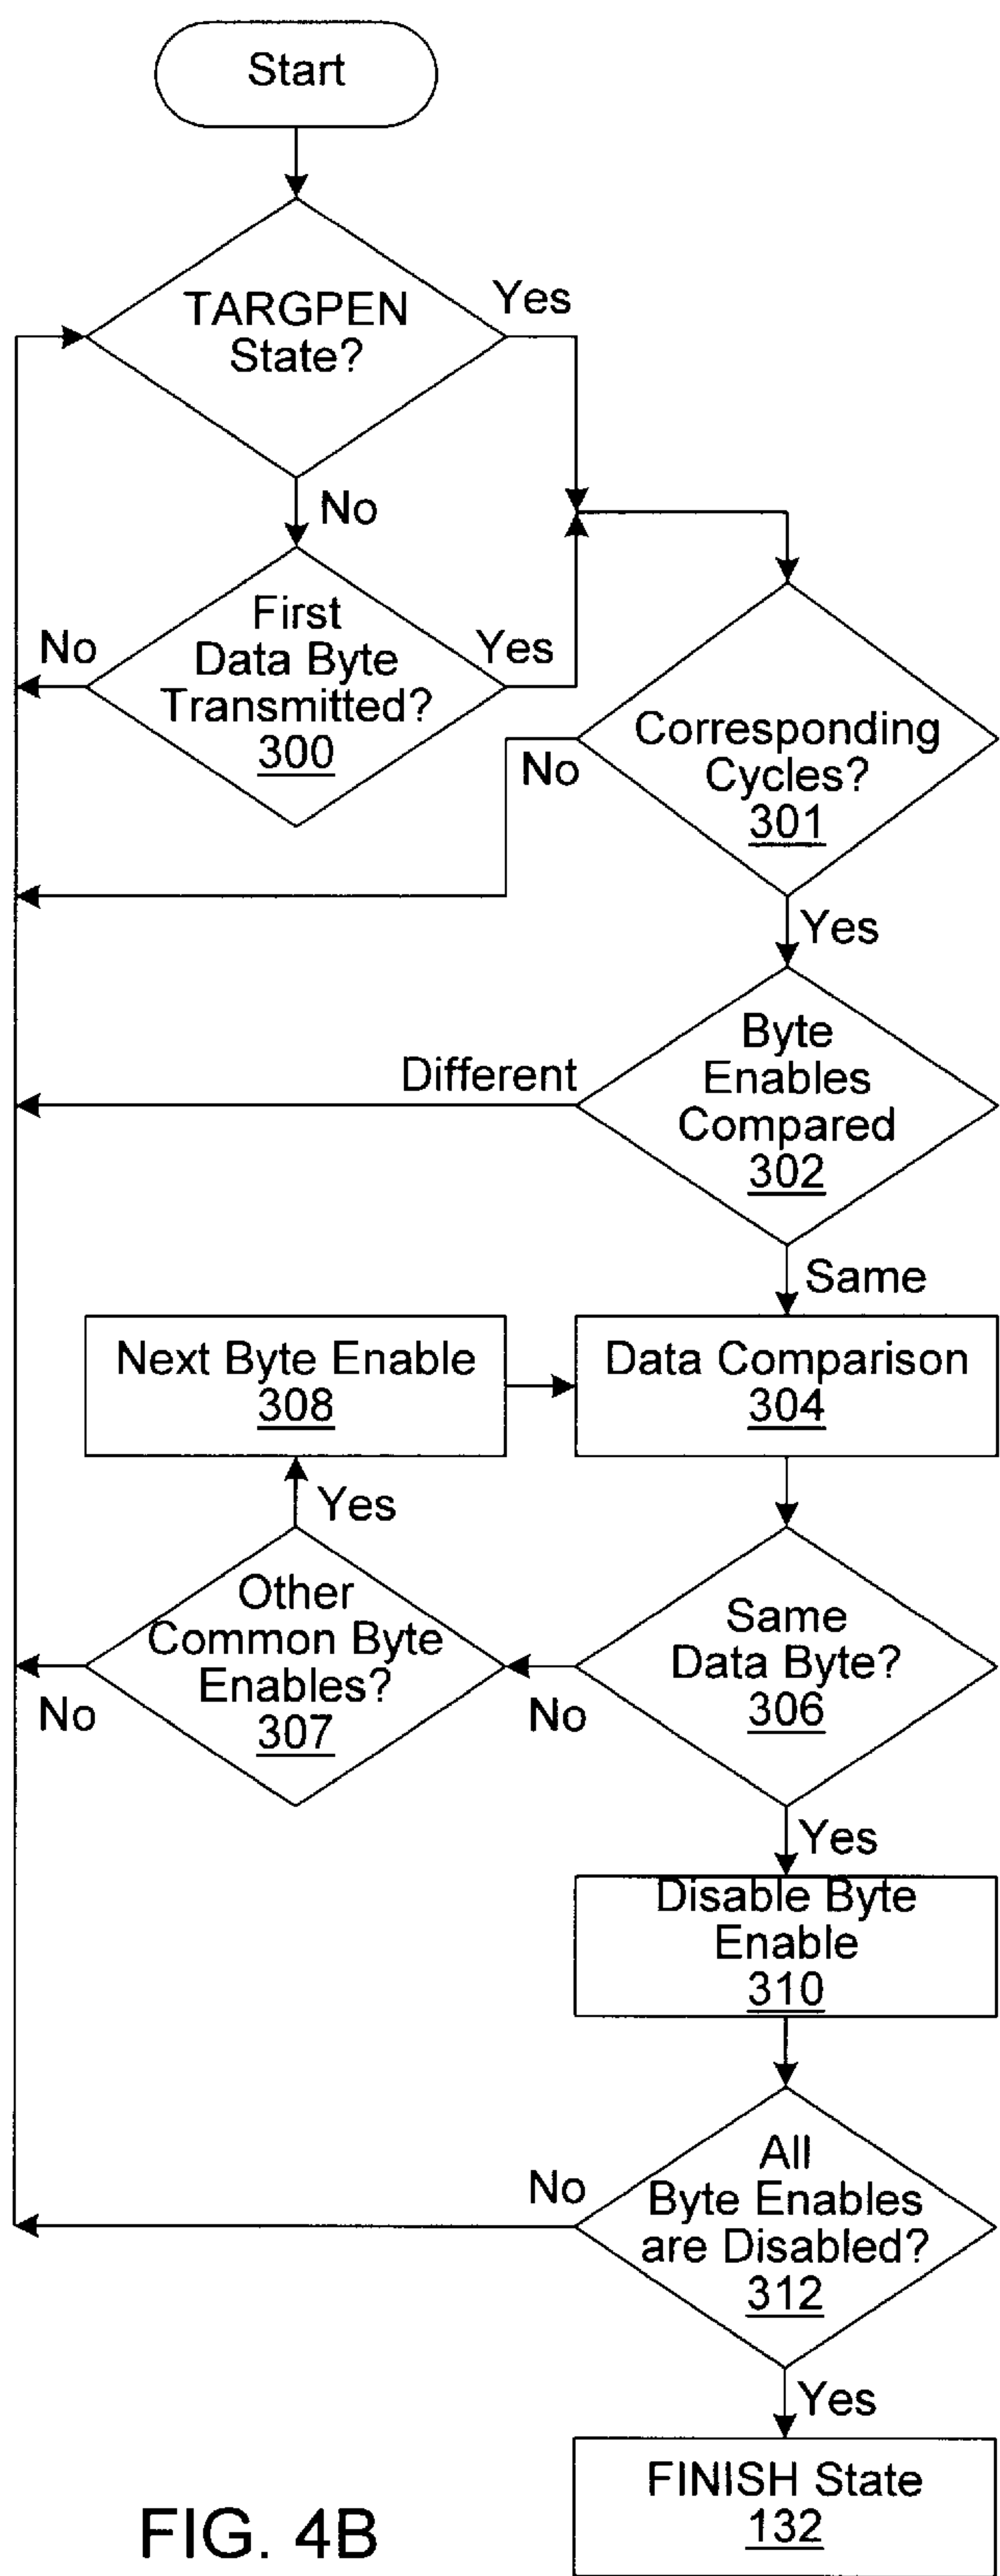 Start
TARGPEN
State?
Yes
No
First
Data Byte
Transmitted?
300
No
Yes
Corresponding
Cycles?
301
No
Yes
Byte
Enables
Compared
302
Different
Same
Next Byte Enable
308
Data Comparison
304
Yes
Other
Common Byte
Enables?
307
No
Same
Data Byte?
306
No
Yes
Disable Byte
Enable
310
All
Byte Enables
are Disabled?
312
No
Yes
FINISH State
132
FIG. 4B